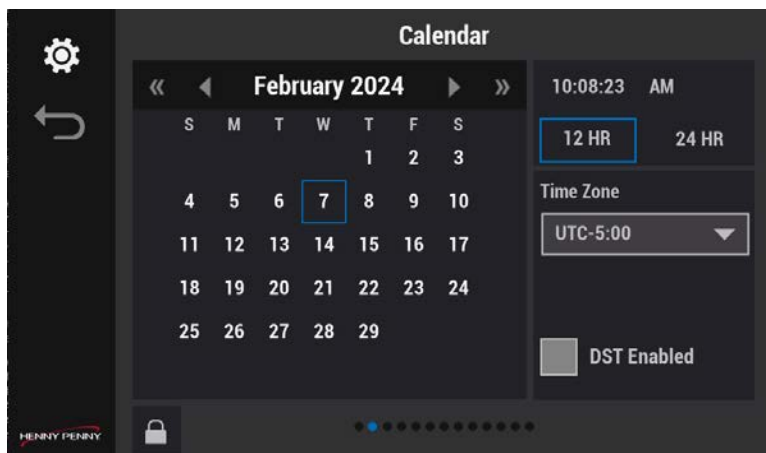 Calendar
« February 2024 »
S M T W T F S
1 2 3
4 5 6 7 8 9 10
11 12 13 14 15 16 17
18 19 20 21 22 23 24
25 26 27 28 29
10:08:23 AM
12 HR 24 HR
Time Zone
UTC-5:00
DST Enabled
HENNY PENNY